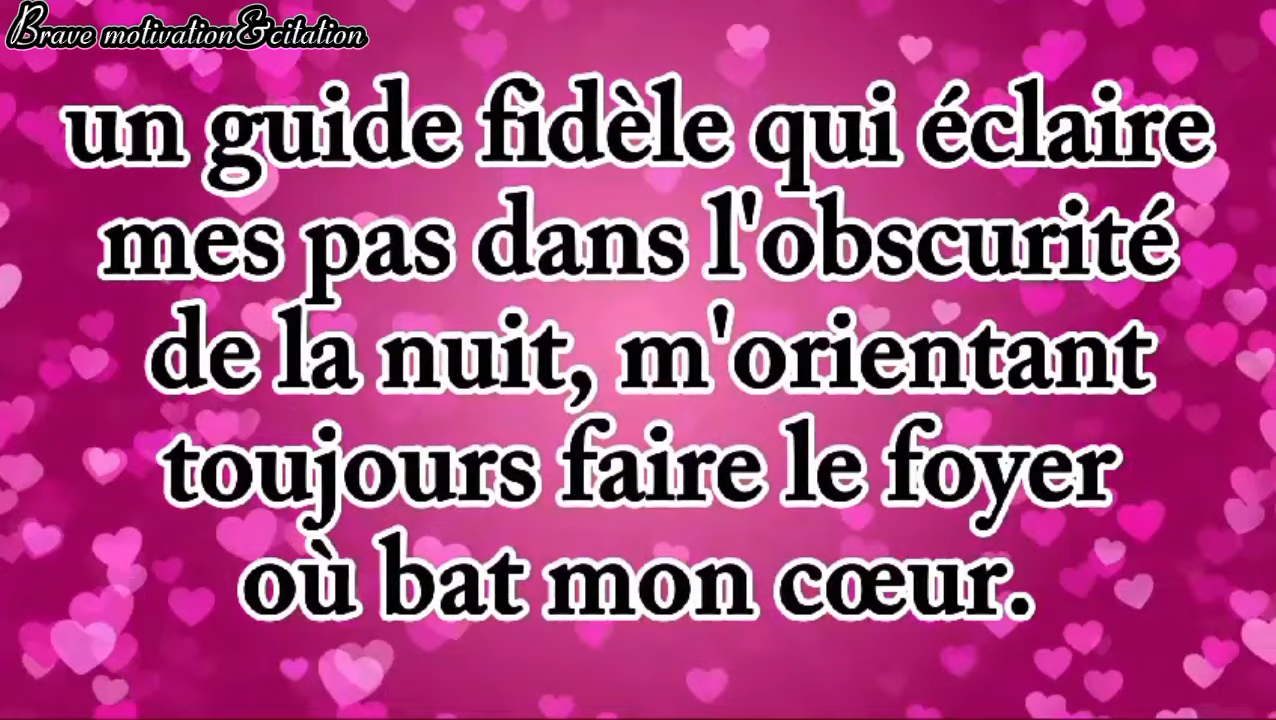 Brave motivation&citation
un guide fidèle qui éclaire
mes pas dans l'obscurité
de la nuit, m'orientant
toujours faire le foyer
où bat mon cœur.